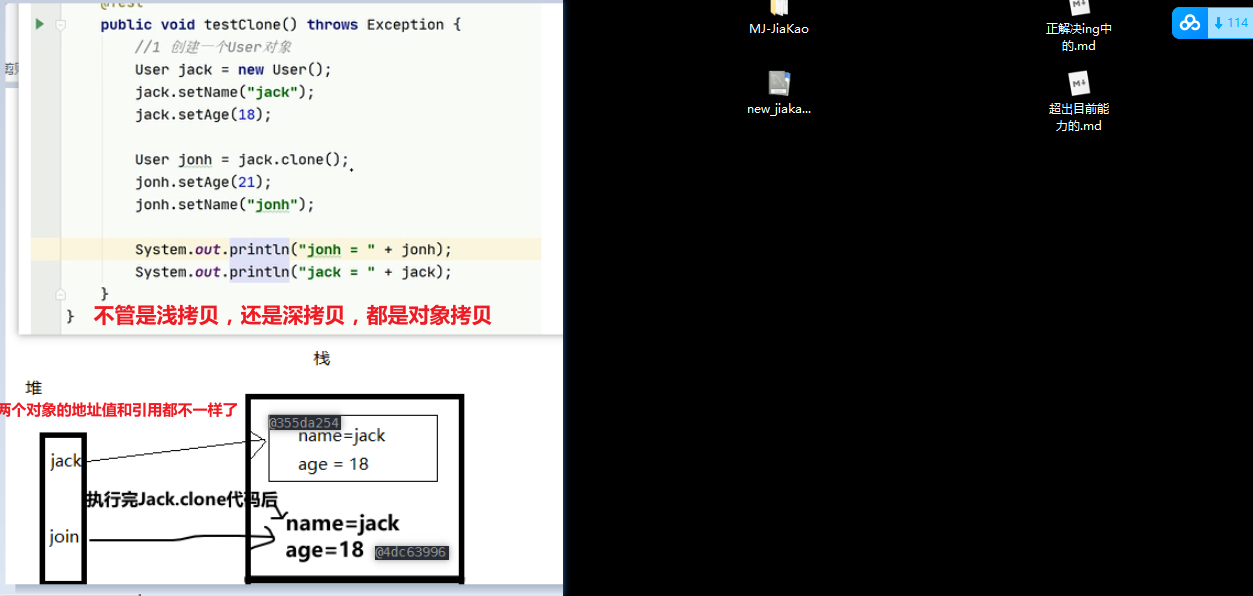 @Test
public void testClone() throws Exception {
//1 创建一个User对象
User jack = new User();
jack.setName("jack");
jack.setAge(18);
User jonh = jack.clone();
jonh.setAge(21);
jonh.setName("jonh");
System.out.println("jonh = " + jonh);
System.out.println("jack = " + jack);
}
}
不管是浅拷贝，还是深拷贝，都是对象拷贝
栈
堆
两个对象的地址值和引用都不一样了
@355da254
name=jack
age = 18
jack
执行完Jack.clone代码后
name=jack
join
age=18
@4dc63996
MJ-JiaKao
new_jiaka...
正解决ing中
的.md
超出目前能
力的.md
114